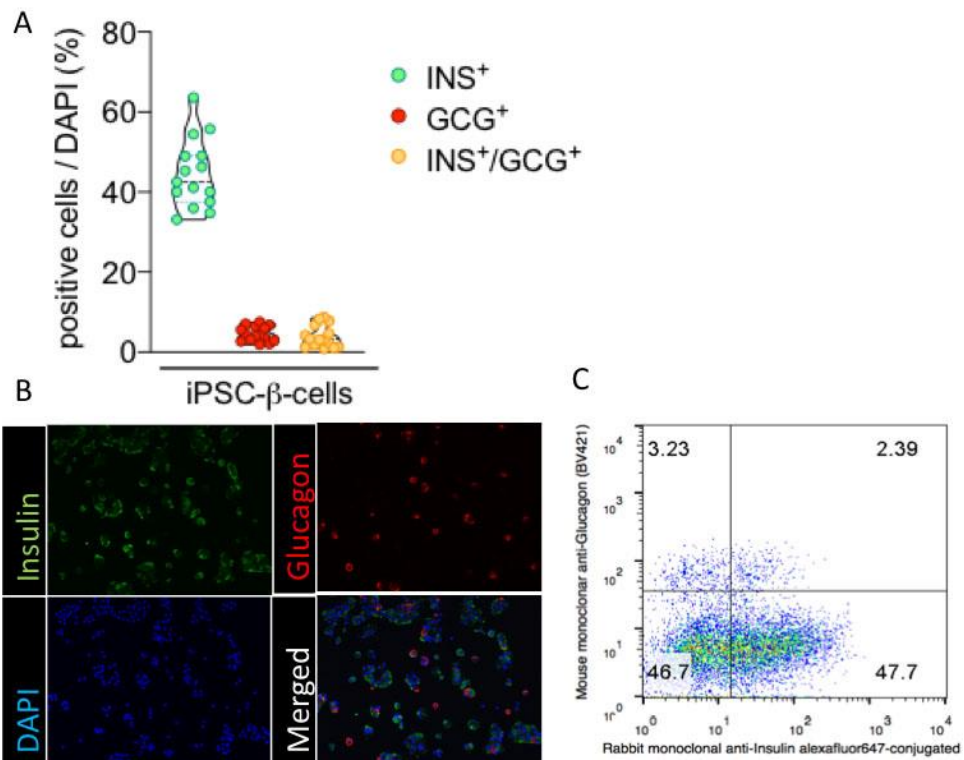 A
80
60
40
20
0
positive cells / DAPI (%)
INS⁺
GCG⁺
INS⁺/GCG⁺
iPSC-β-cells
B
Insulin
Glucagon
DAPI
Merged
C
Mouse monoclonar anti-Glucagon (BV421)
10⁴
10³
10²
10¹
10⁰
3.23
2.39
46.7
47.7
10⁰ 10¹ 10² 10³ 10⁴
Rabbit monoclonal anti-Insulin alexafluor647-conjugated